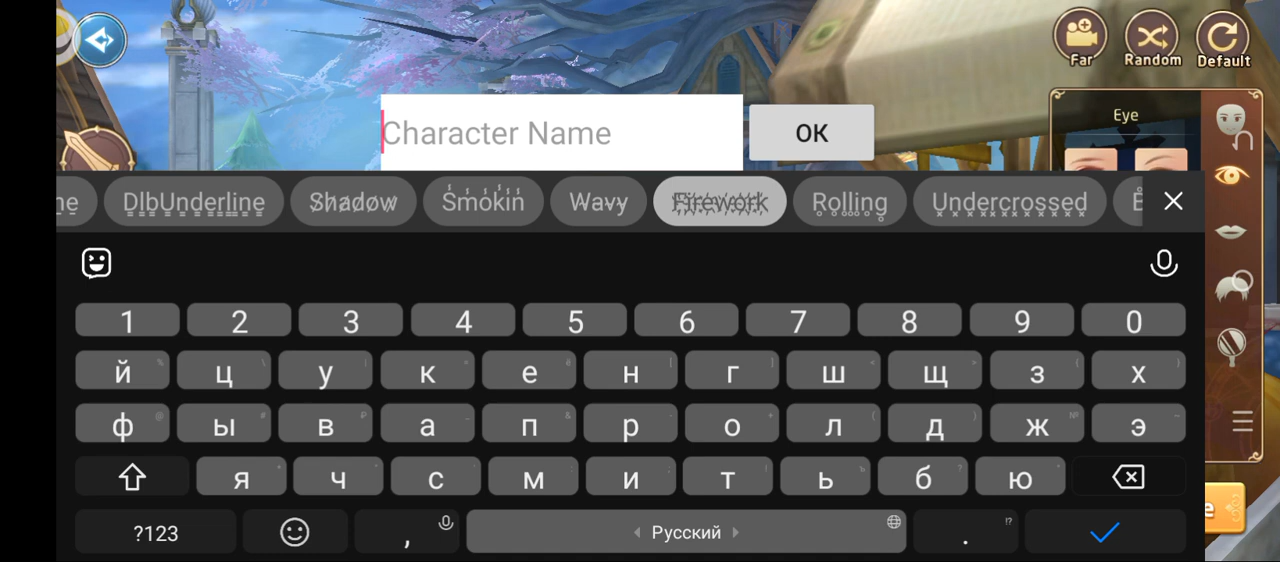 Far Random Default
Character Name OK
Eye
ne DlbUnderline Shadow Smokin Wavy Firework Rolling Undercrossed
1 2 3 4 5 6 7 8 9 0
й ц у к е н г ш щ з х
ф ы в а п р о л д ж э
я ч с м и т ь б ю
?123 , Русский . !?
e